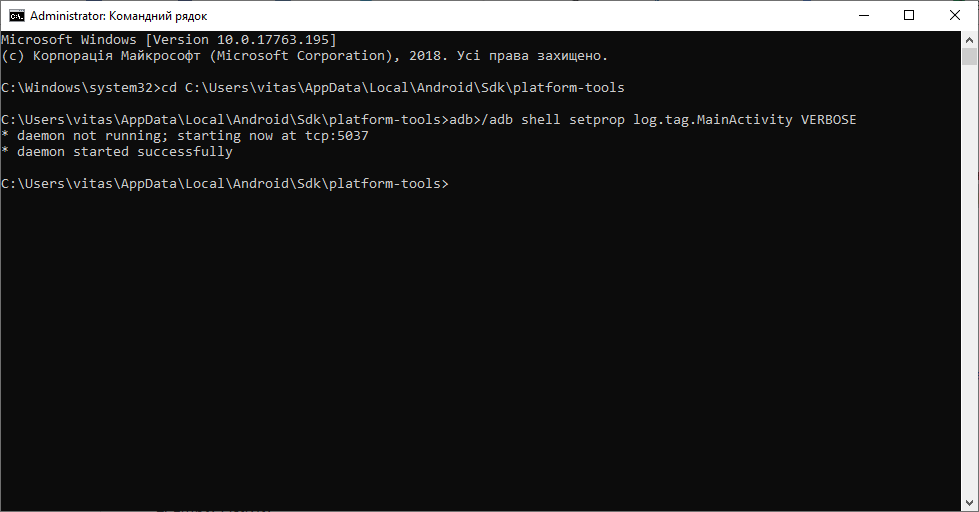 Administrator: Командний рядок
Microsoft Windows [Version 10.0.17763.195]
(c) Корпорація Майкрософт (Microsoft Corporation), 2018. Усі права захищено.
C:\Windows\system32>cd C:\Users\vitas\AppData\Local\Android\Sdk\platform-tools
C:\Users\vitas\AppData\Local\Android\Sdk\platform-tools>adb>/adb shell setprop log.tag.MainActivity VERBOSE
* daemon not running; starting now at tcp:5037
* daemon started successfully
C:\Users\vitas\AppData\Local\Android\Sdk\platform-tools>